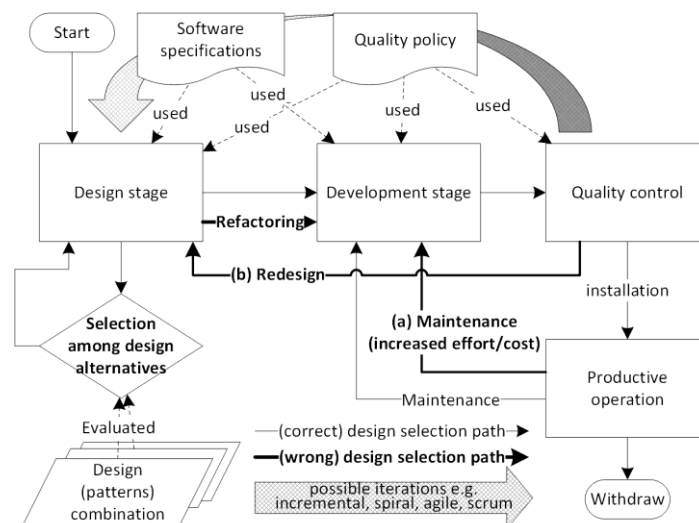 Start
Software
specifications
Quality policy
used
used
used
used
used
Design stage
Development stage
Quality control
Refactoring
(b) Redesign
installation
Selection
among design
alternatives
(a) Maintenance
(increased effort/cost)
Productive
operation
Maintenance
Evaluated
(correct) design selection path
Design
(patterns)
combination
(wrong) design selection path
possible iterations e.g.
incremental, spiral, agile, scrum
Withdraw